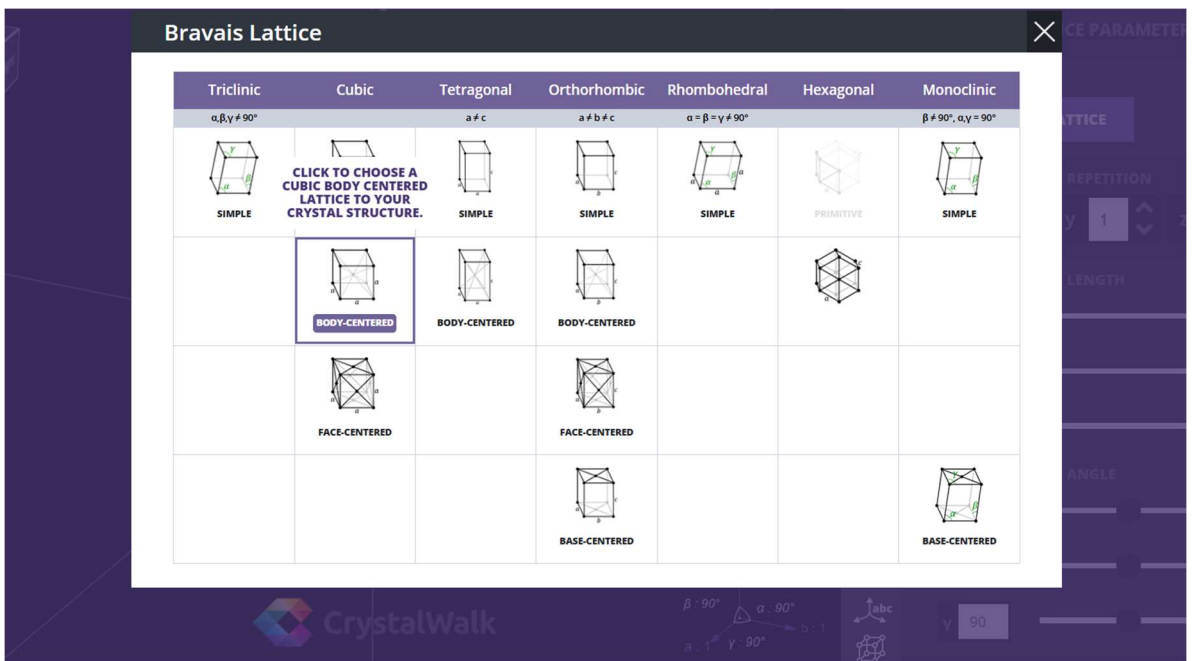 Bravais Lattice
CE PARAMETER
Triclinic Cubic Tetragonal Orthorhombic Rhombohedral Hexagonal Monoclinic
α,β,γ ≠ 90° a ≠ c a ≠ b ≠ c α = β = γ ≠ 90° β ≠ 90°, α,γ = 90°
ATTICE
CLICK TO CHOOSE A
CUBIC BODY CENTERED
LATTICE TO YOUR
CRYSTAL STRUCTURE.
SIMPLE SIMPLE SIMPLE SIMPLE PRIMITIVE SIMPLE
REPETITION
y 1 z
LENGTH
BODY-CENTERED BODY-CENTERED BODY-CENTERED
FACE-CENTERED FACE-CENTERED
ANGLE
BASE-CENTERED BASE-CENTERED
CrystalWalk
β : 90° α : 90°
abc
b : 1
a : 1 γ : 90°
y 90